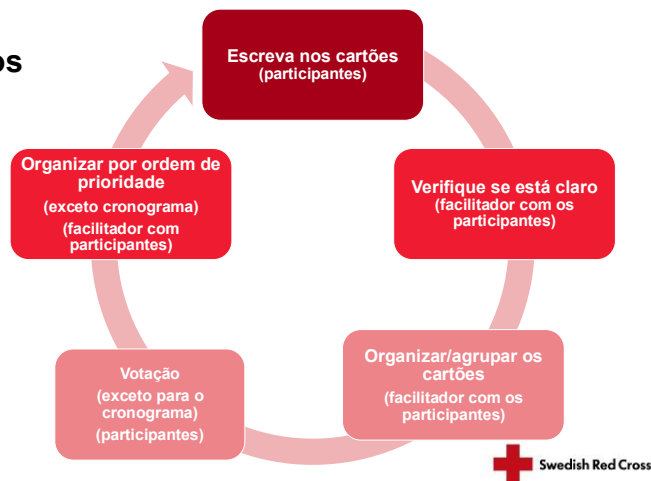 Escreva nos cartões
(participantes)
Verifique se está claro
(facilitador com os
participantes)
Organizar/agrupar os
cartões
(facilitador com os
participantes)
Votação
(exceto para o
cronograma)
(participantes)
Organizar por ordem de
prioridade
(exceto cronograma)
(facilitador com
participantes)
Swedish Red Cross